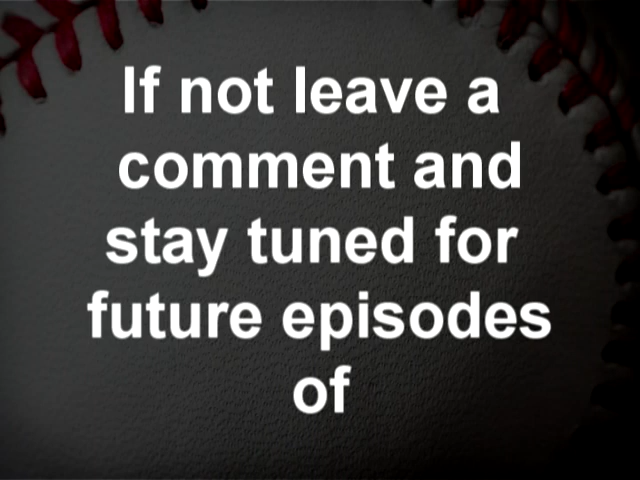 If not leave a
comment and
stay tuned for
future episodes
of